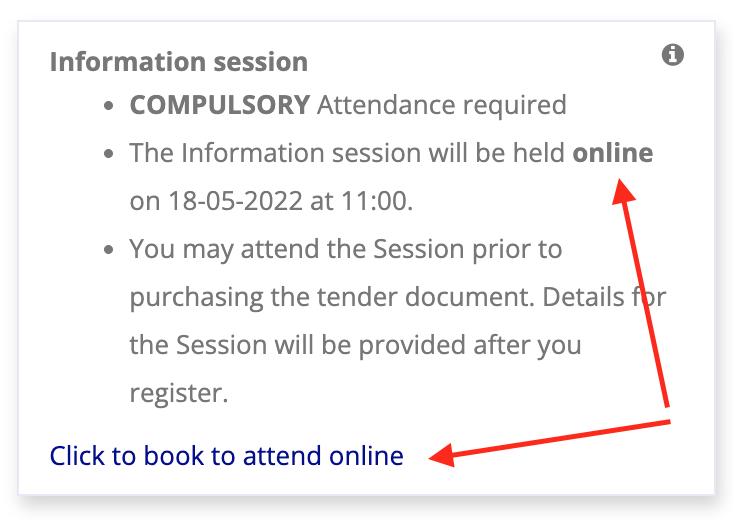 Information session
COMPULSORY Attendance required
The Information session will be held online
on 18-05-2022 at 11:00.
You may attend the Session prior to
purchasing the tender document. Details for
the Session will be provided after you
register.
Click to book to attend online